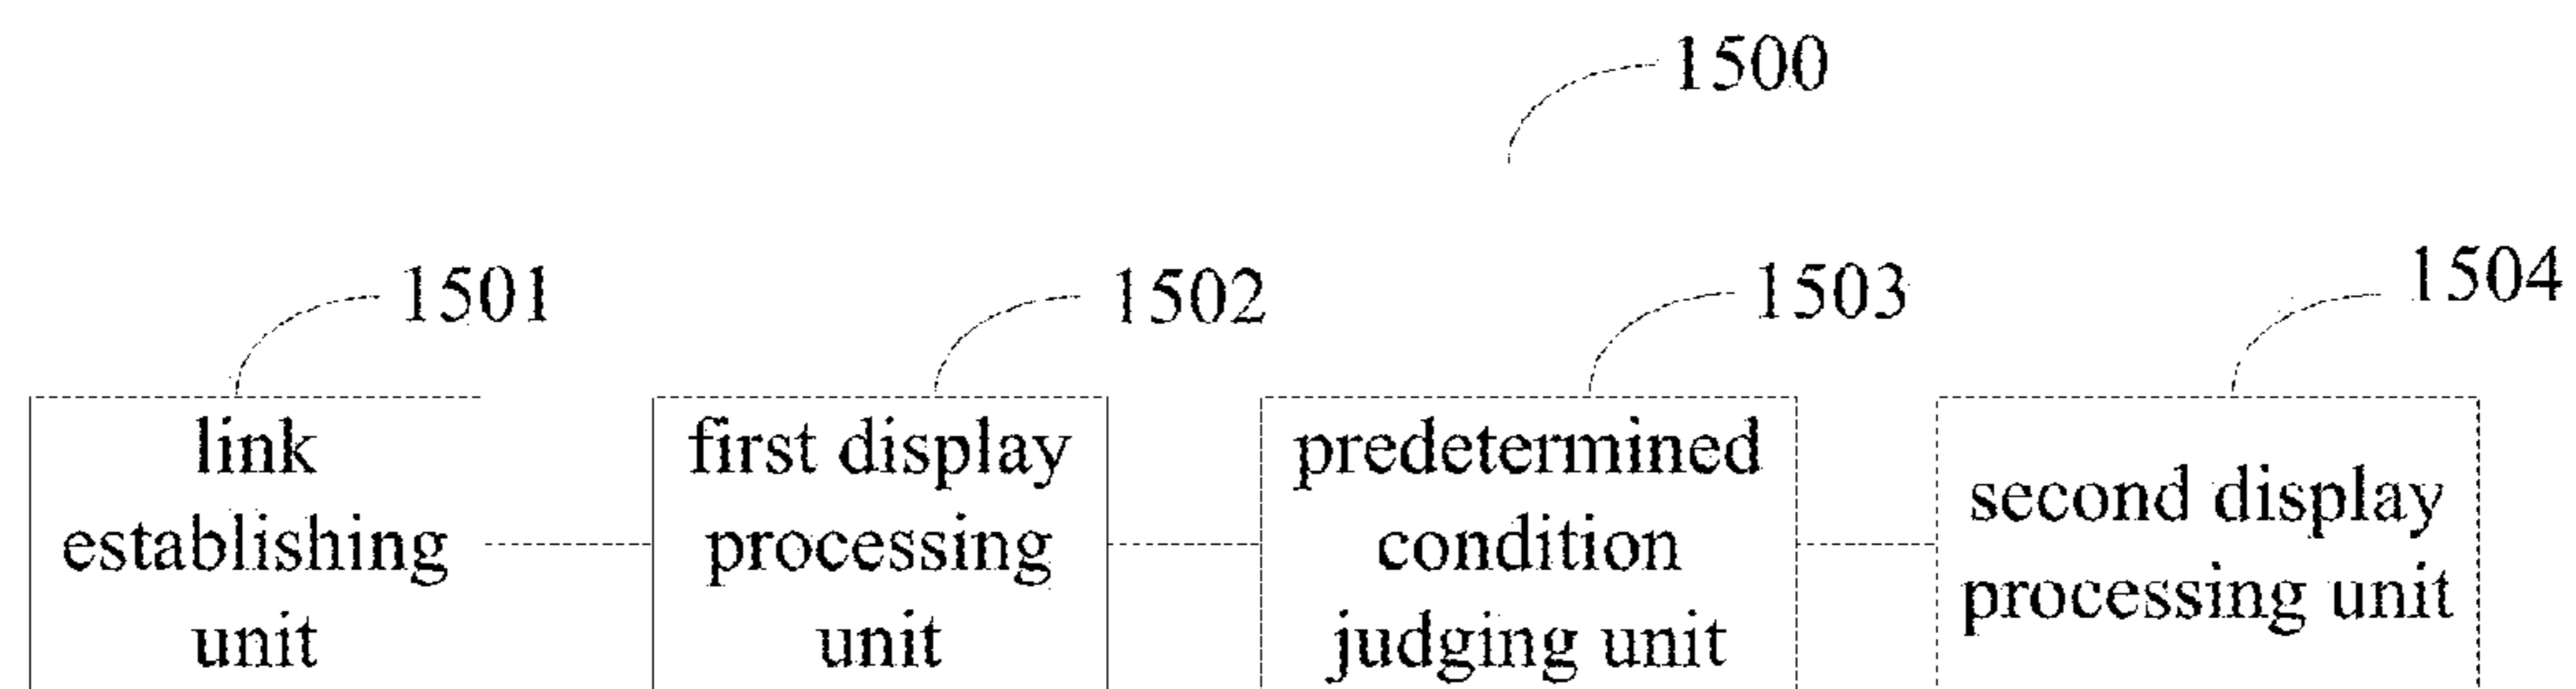 1500
1501
1502
1503
1504
link
establishing
unit
first display
processing
unit
predetermined
condition
judging unit
second display
processing unit